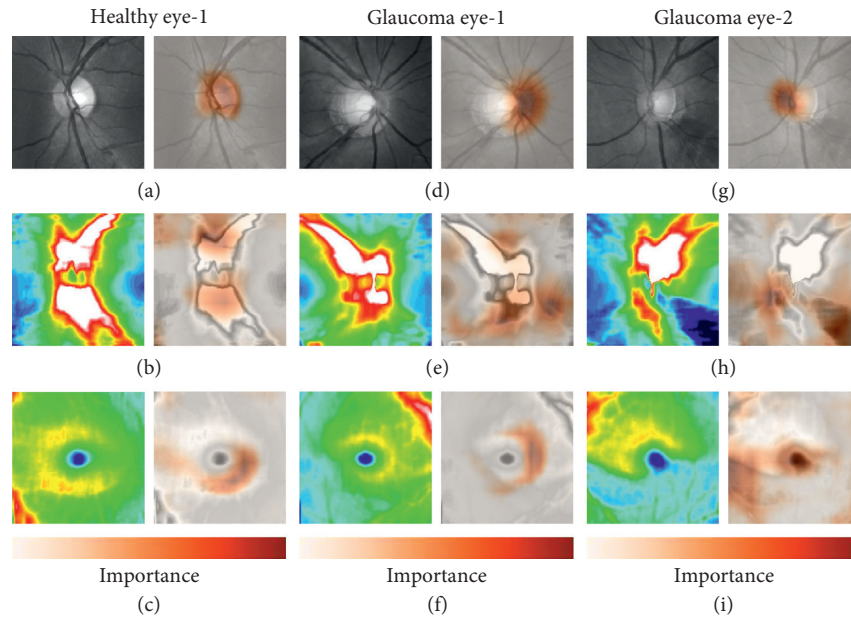 Healthy eye-1 Glaucoma eye-1 Glaucoma eye-2
(a) (d) (g)
(b) (e) (h)
Importance Importance Importance
(c) (f) (i)